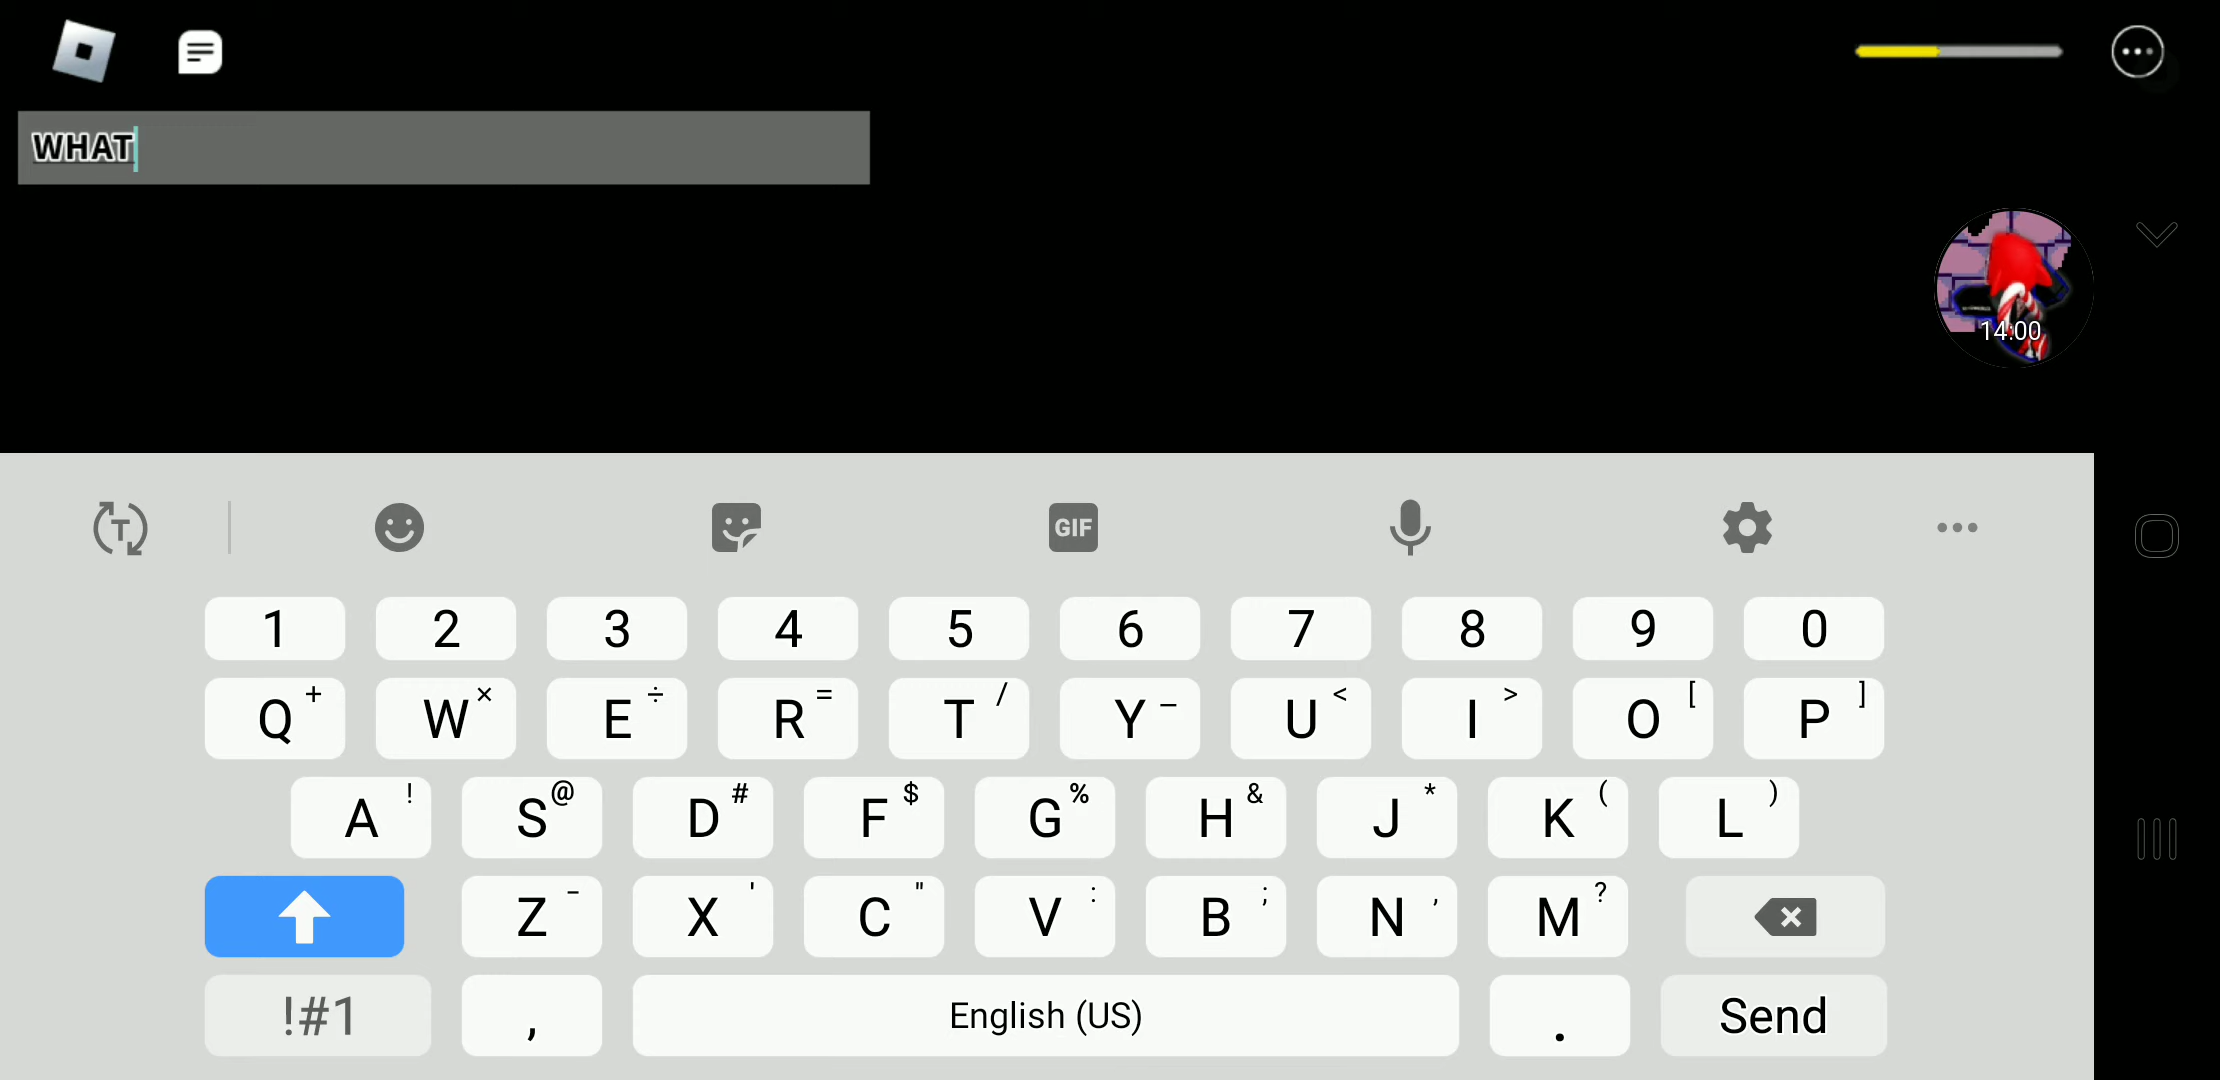 WHAT
14:00
T
GIF
1 2 3 4 5 6 7 8 9 0
Q + W × E ÷ R = T / Y _ U < I > O [ P ]
A ! S @ D # F $ G % H & J * K ( L )
Z - X ' C " V : B ; N , M ?
!#1 , English (US) . Send